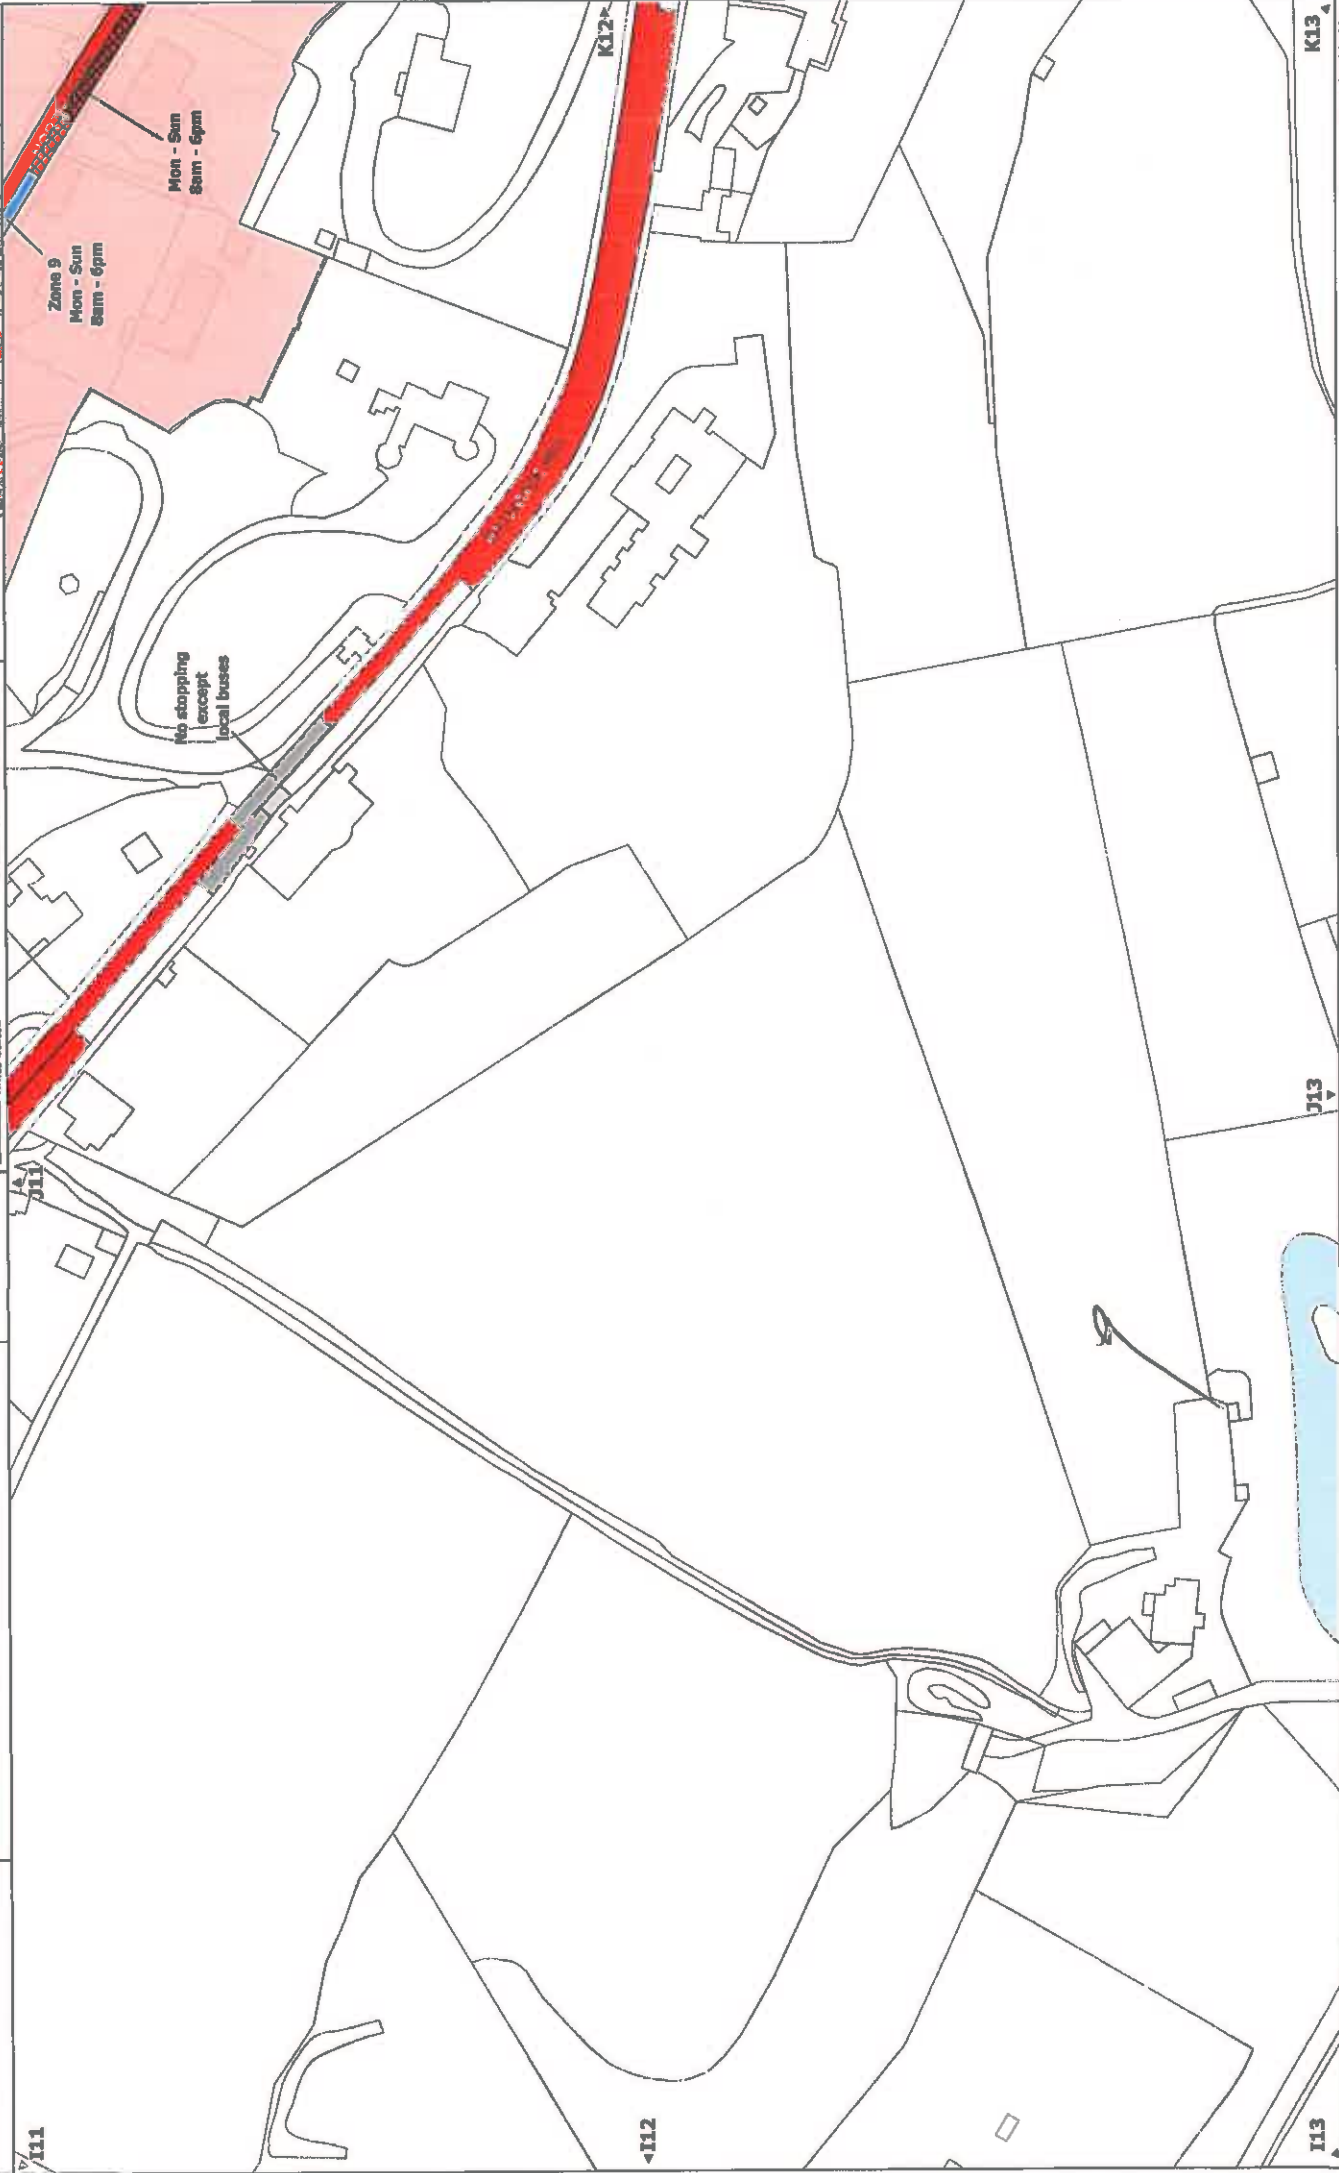 I11
J11
Zone 9
Mon - Sun
8am - 6pm
Mon - Sun
8am - 6pm
No stopping
except
local buses
K12
I12
I13
J13
K13